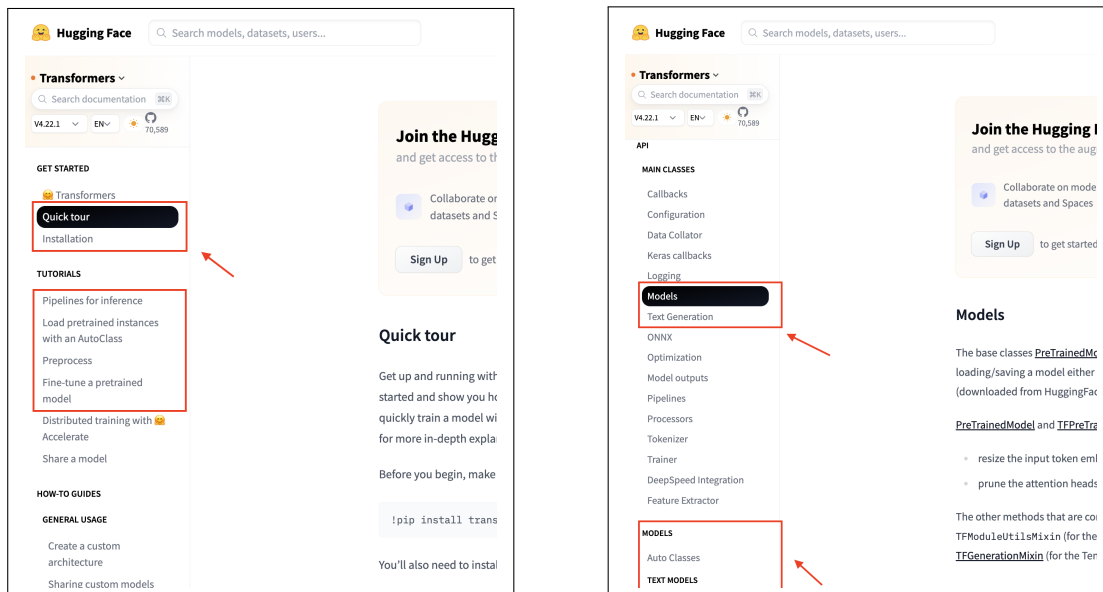 Hugging Face
Search models, datasets, users...
Transformers
Search documentation ⌘K
V4.22.1 EN 70,589
GET STARTED
🤗 Transformers
Quick tour
Installation
TUTORIALS
Pipelines for inference
Load pretrained instances
with an AutoClass
Preprocess
Fine-tune a pretrained
model
Distributed training with 🤗
Accelerate
Share a model
HOW-TO GUIDES
GENERAL USAGE
Create a custom
architecture
Sharing custom models
Join the Hugg
and get access to th
Collaborate on
datasets and S
Sign Up to get
Quick tour
Get up and running with
started and show you ho
quickly train a model wi
for more in-depth expla
Before you begin, make
!pip install trans
You'll also need to instal
Hugging Face
Search models, datasets, users...
Transformers
Search documentation ⌘K
V4.22.1 EN 70,589
API
MAIN CLASSES
Callbacks
Configuration
Data Collator
Keras callbacks
Logging
Models
Text Generation
ONNX
Optimization
Model outputs
Pipelines
Processors
Tokenizer
Trainer
DeepSpeed Integration
Feature Extractor
MODELS
Auto Classes
TEXT MODELS
Join the Hugging
and get access to the aug
Collaborate on mode
datasets and Spaces
Sign Up to get started
Models
The base classes PreTrainedMo
loading/saving a model either
(downloaded from HuggingFac
PreTrainedModel and TFPreTra
resize the input token em
prune the attention heads
The other methods that are co
TFModuleUtilsMixin (for the
TFGenerationMixin (for the Ten